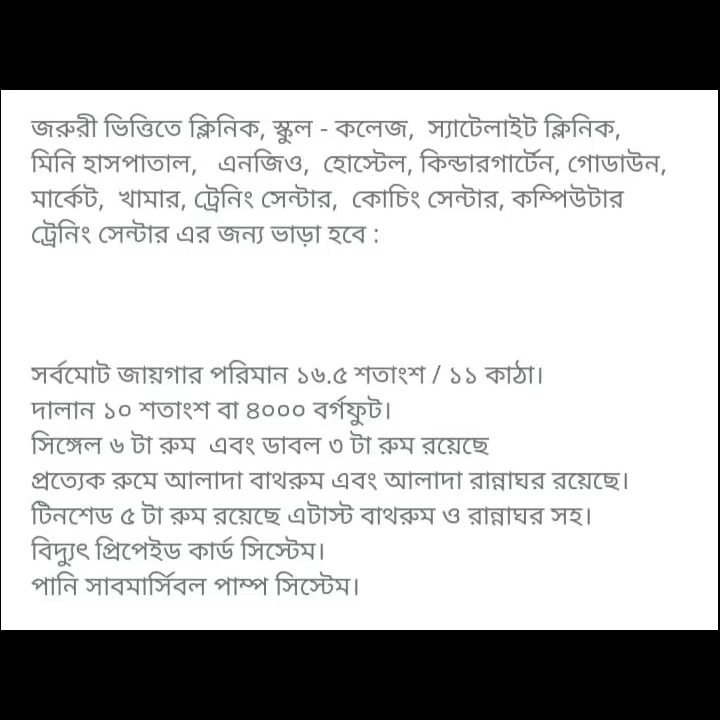 জরুরী ভিত্তিতে ক্লিনিক, স্কুল - কলেজ, স্যাটেলাইট ক্লিনিক,
মিনি হাসপাতাল, এনজিও, হোস্টেল, কিন্ডারগার্টেন, গোডাউন,
মার্কেট, খামার, ট্রেনিং সেন্টার, কোচিং সেন্টার, কম্পিউটার
ট্রেনিং সেন্টার এর জন্য ভাড়া হবে :
সর্বমোট জায়গার পরিমান ১৬.৫ শতাংশ / ১১ কাঠা।
দালান ১০ শতাংশ বা ৪০০০ বর্গফুট।
সিঙ্গেল ৬ টা রুম এবং ডাবল ৩ টা রুম রয়েছে
প্রত্যেক রুমে আলাদা বাথরুম এবং আলাদা রান্নাঘর রয়েছে।
টিনশেড ৫ টা রুম রয়েছে এটাস্ট বাথরুম ও রান্নাঘর সহ।
বিদ্যুৎ প্রিপেইড কার্ড সিস্টেম।
পানি সাবমার্সিবল পাম্প সিস্টেম।